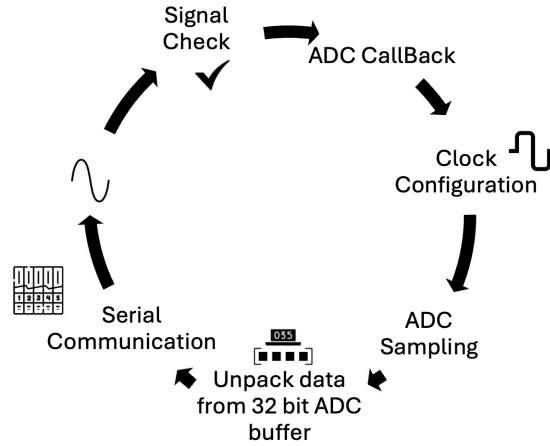 Signal
Check
ADC CallBack
Clock
Configuration
ADC
Sampling
035
Unpack data
from 32 bit ADC
buffer
Serial
Communication
1 2 3 4 5